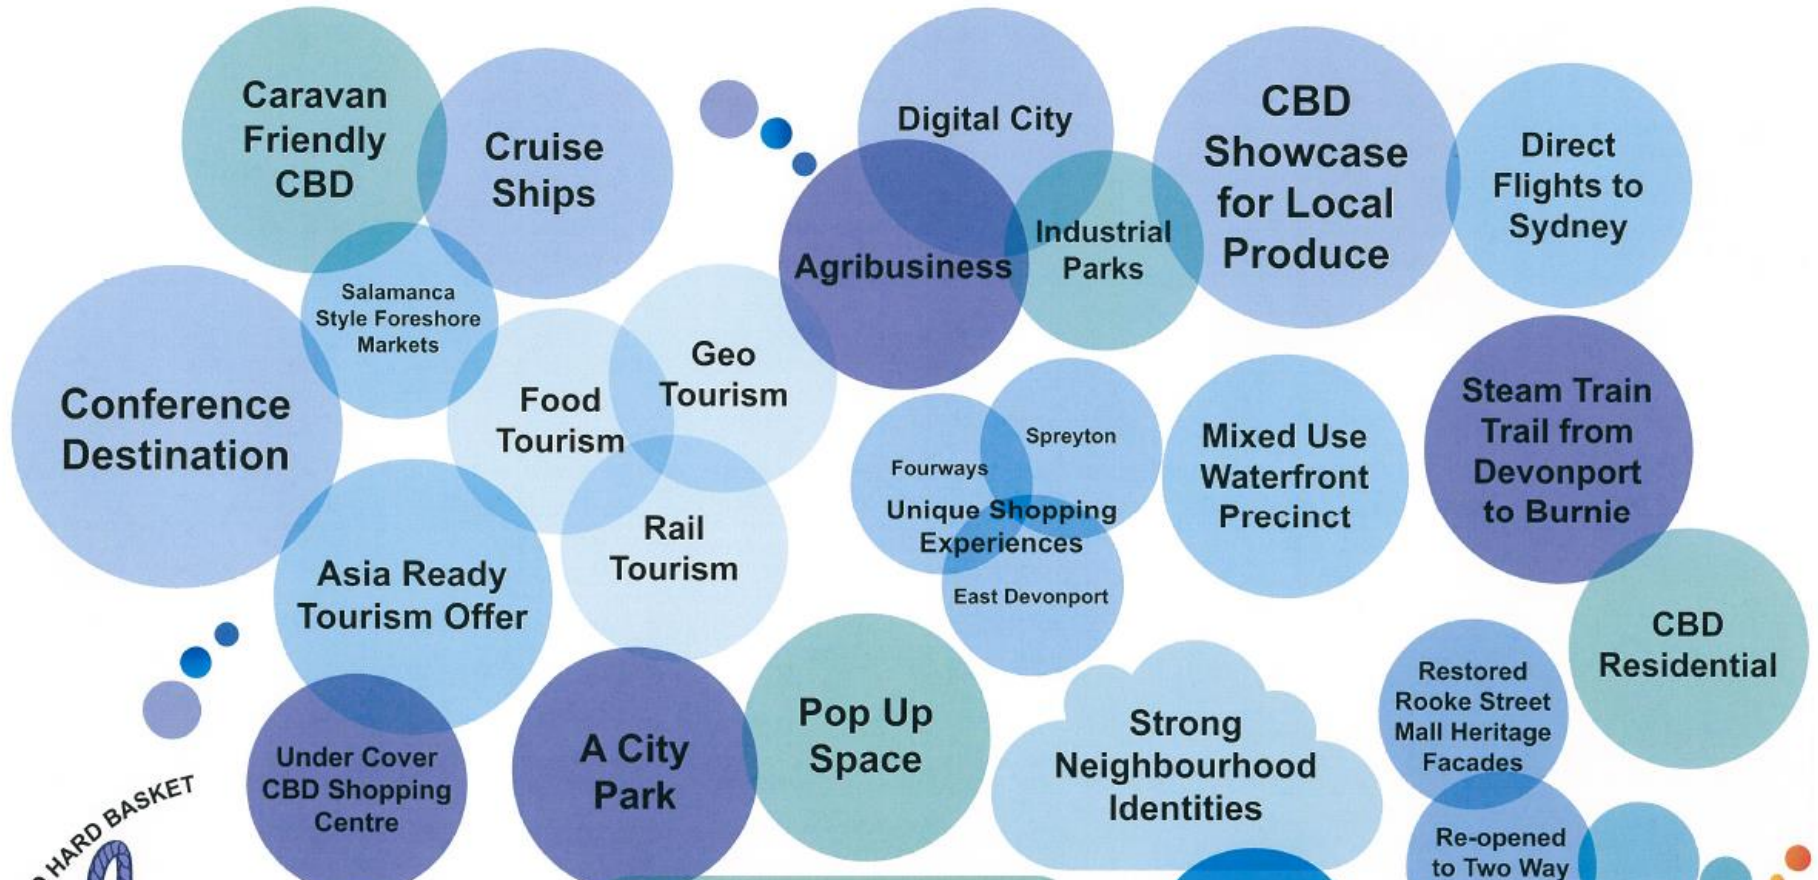 Caravan
Friendly
CBD
Cruise
Ships
Digital City
Agribusiness
Industrial
Parks
CBD
Showcase
for Local
Produce
Direct
Flights to
Sydney
Salamanca
Style Foreshore
Markets
Conference
Destination
Food
Tourism
Geo
Tourism
Rail
Tourism
Asia Ready
Tourism Offer
Spreyton
Fourways
Unique Shopping
Experiences
East Devonport
Mixed Use
Waterfront
Precinct
Steam Train
Trail from
Devonport
to Burnie
CBD
Residential
Under Cover
CBD Shopping
Centre
A City
Park
Pop Up
Space
Strong
Neighbourhood
Identities
Restored
Rooke Street
Mall Heritage
Facades
Re-opened
to Two Way
HARD BASKET